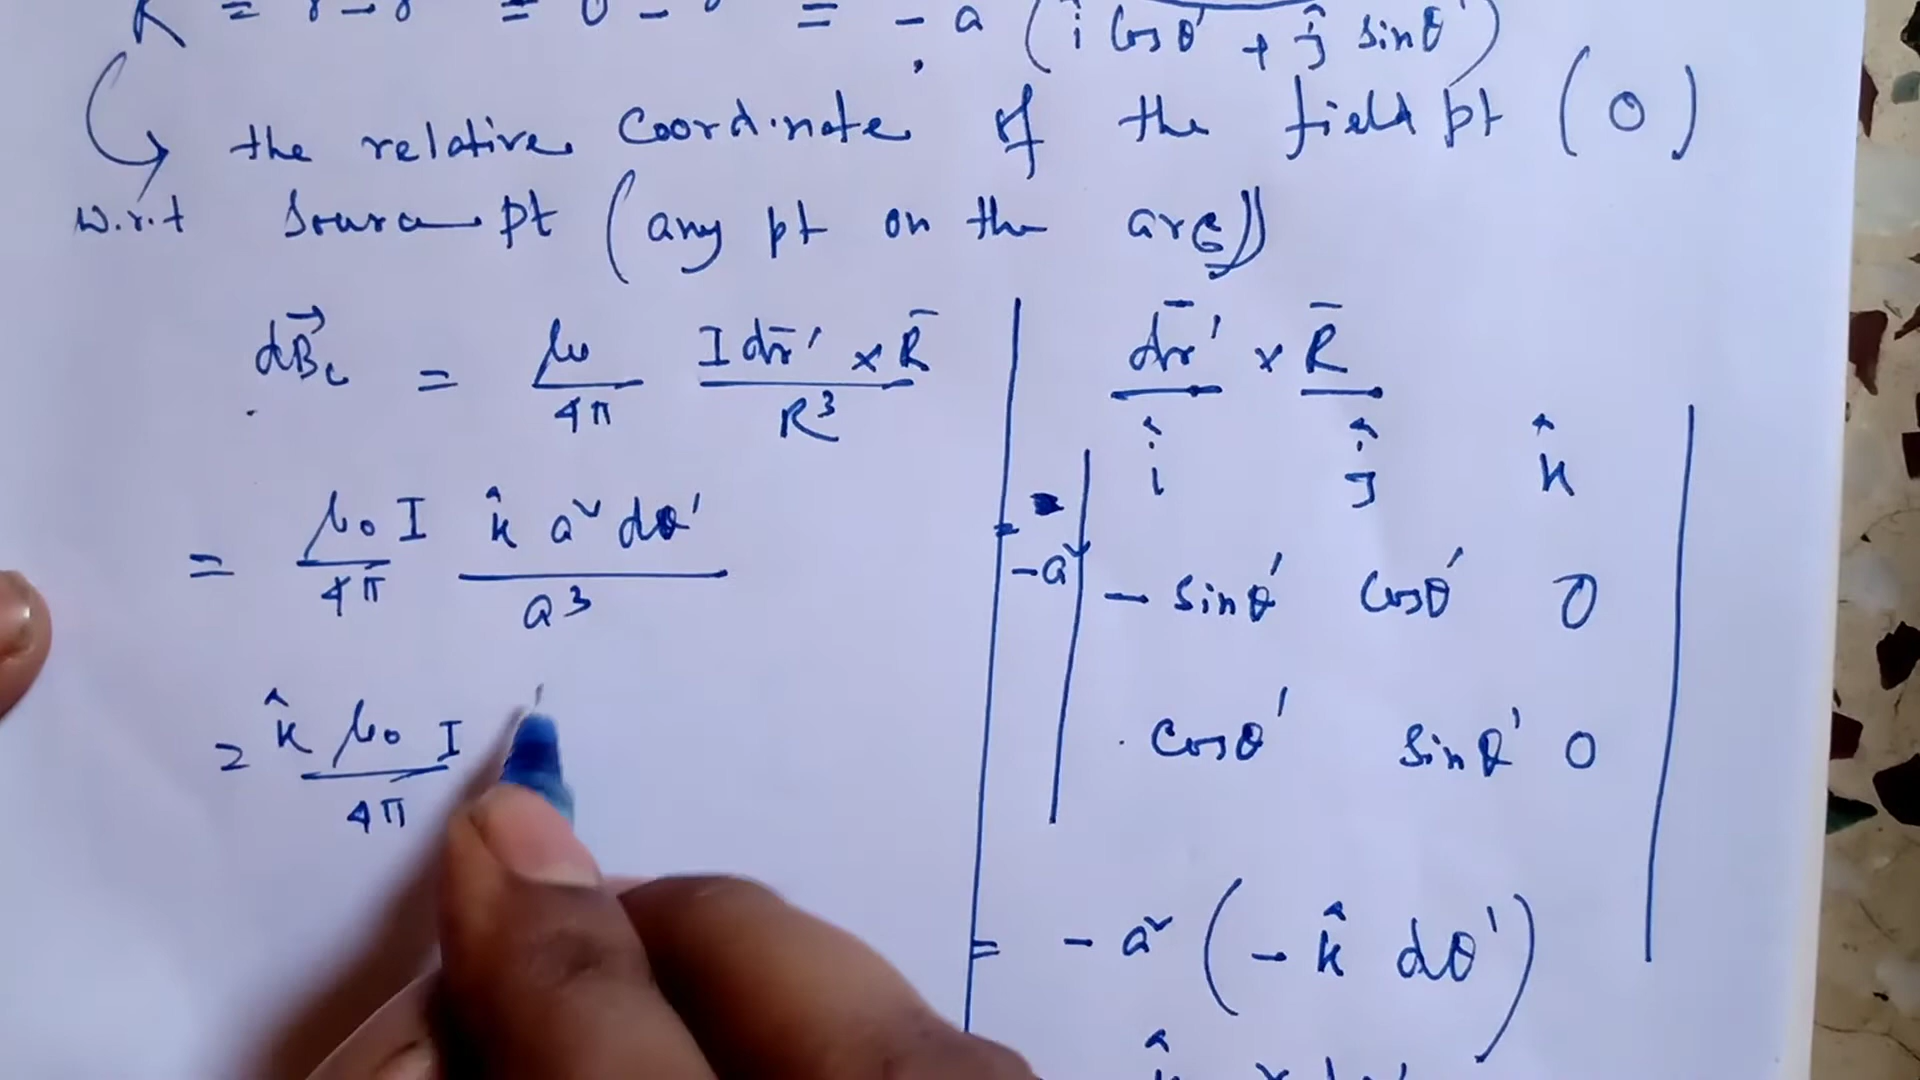 = - a (î cosθ' + ĵ sinθ')
the relative coordinate of the field pt (0)
w.r.t source pt (any pt on the arc)
dB⃗c = μ0/4π I dr̄' × R̄ / R³
= μ0 I/4π k̂ a² dθ' / a³
= k̂ μ0 I / 4π
dr̄' × R̄
î ĵ k̂
= -a²
- sinθ' cosθ' 0
cosθ' sinθ' 0
= - a² (- k̂ dθ')